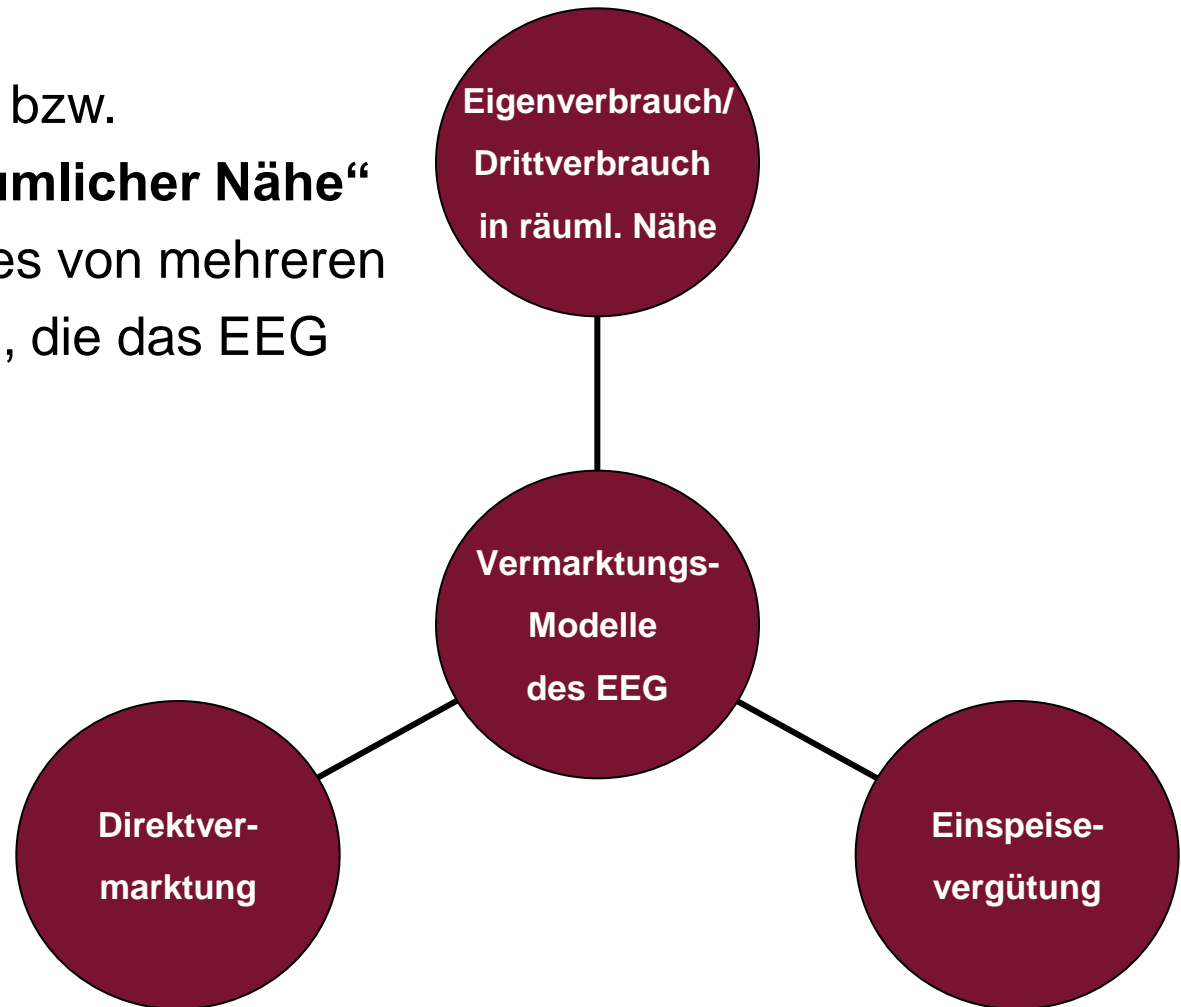 bzw.
umlicher Nähe“
es von mehreren
, die das EEG
Eigenverbrauch/
Drittverbrauch
in räuml. Nähe
Vermarktungs-
Modelle
des EEG
Direktver-
marktung
Einspeise-
vergütung